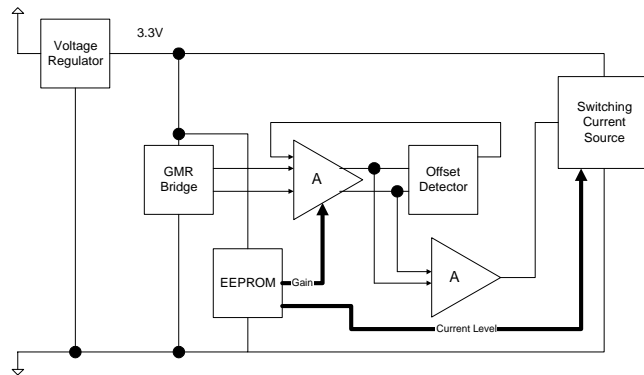 Voltage
Regulator
3.3V
Switching
Current
Source
GMR
Bridge
A
Offset
Detector
EEPROM
Gain
A
Current Level